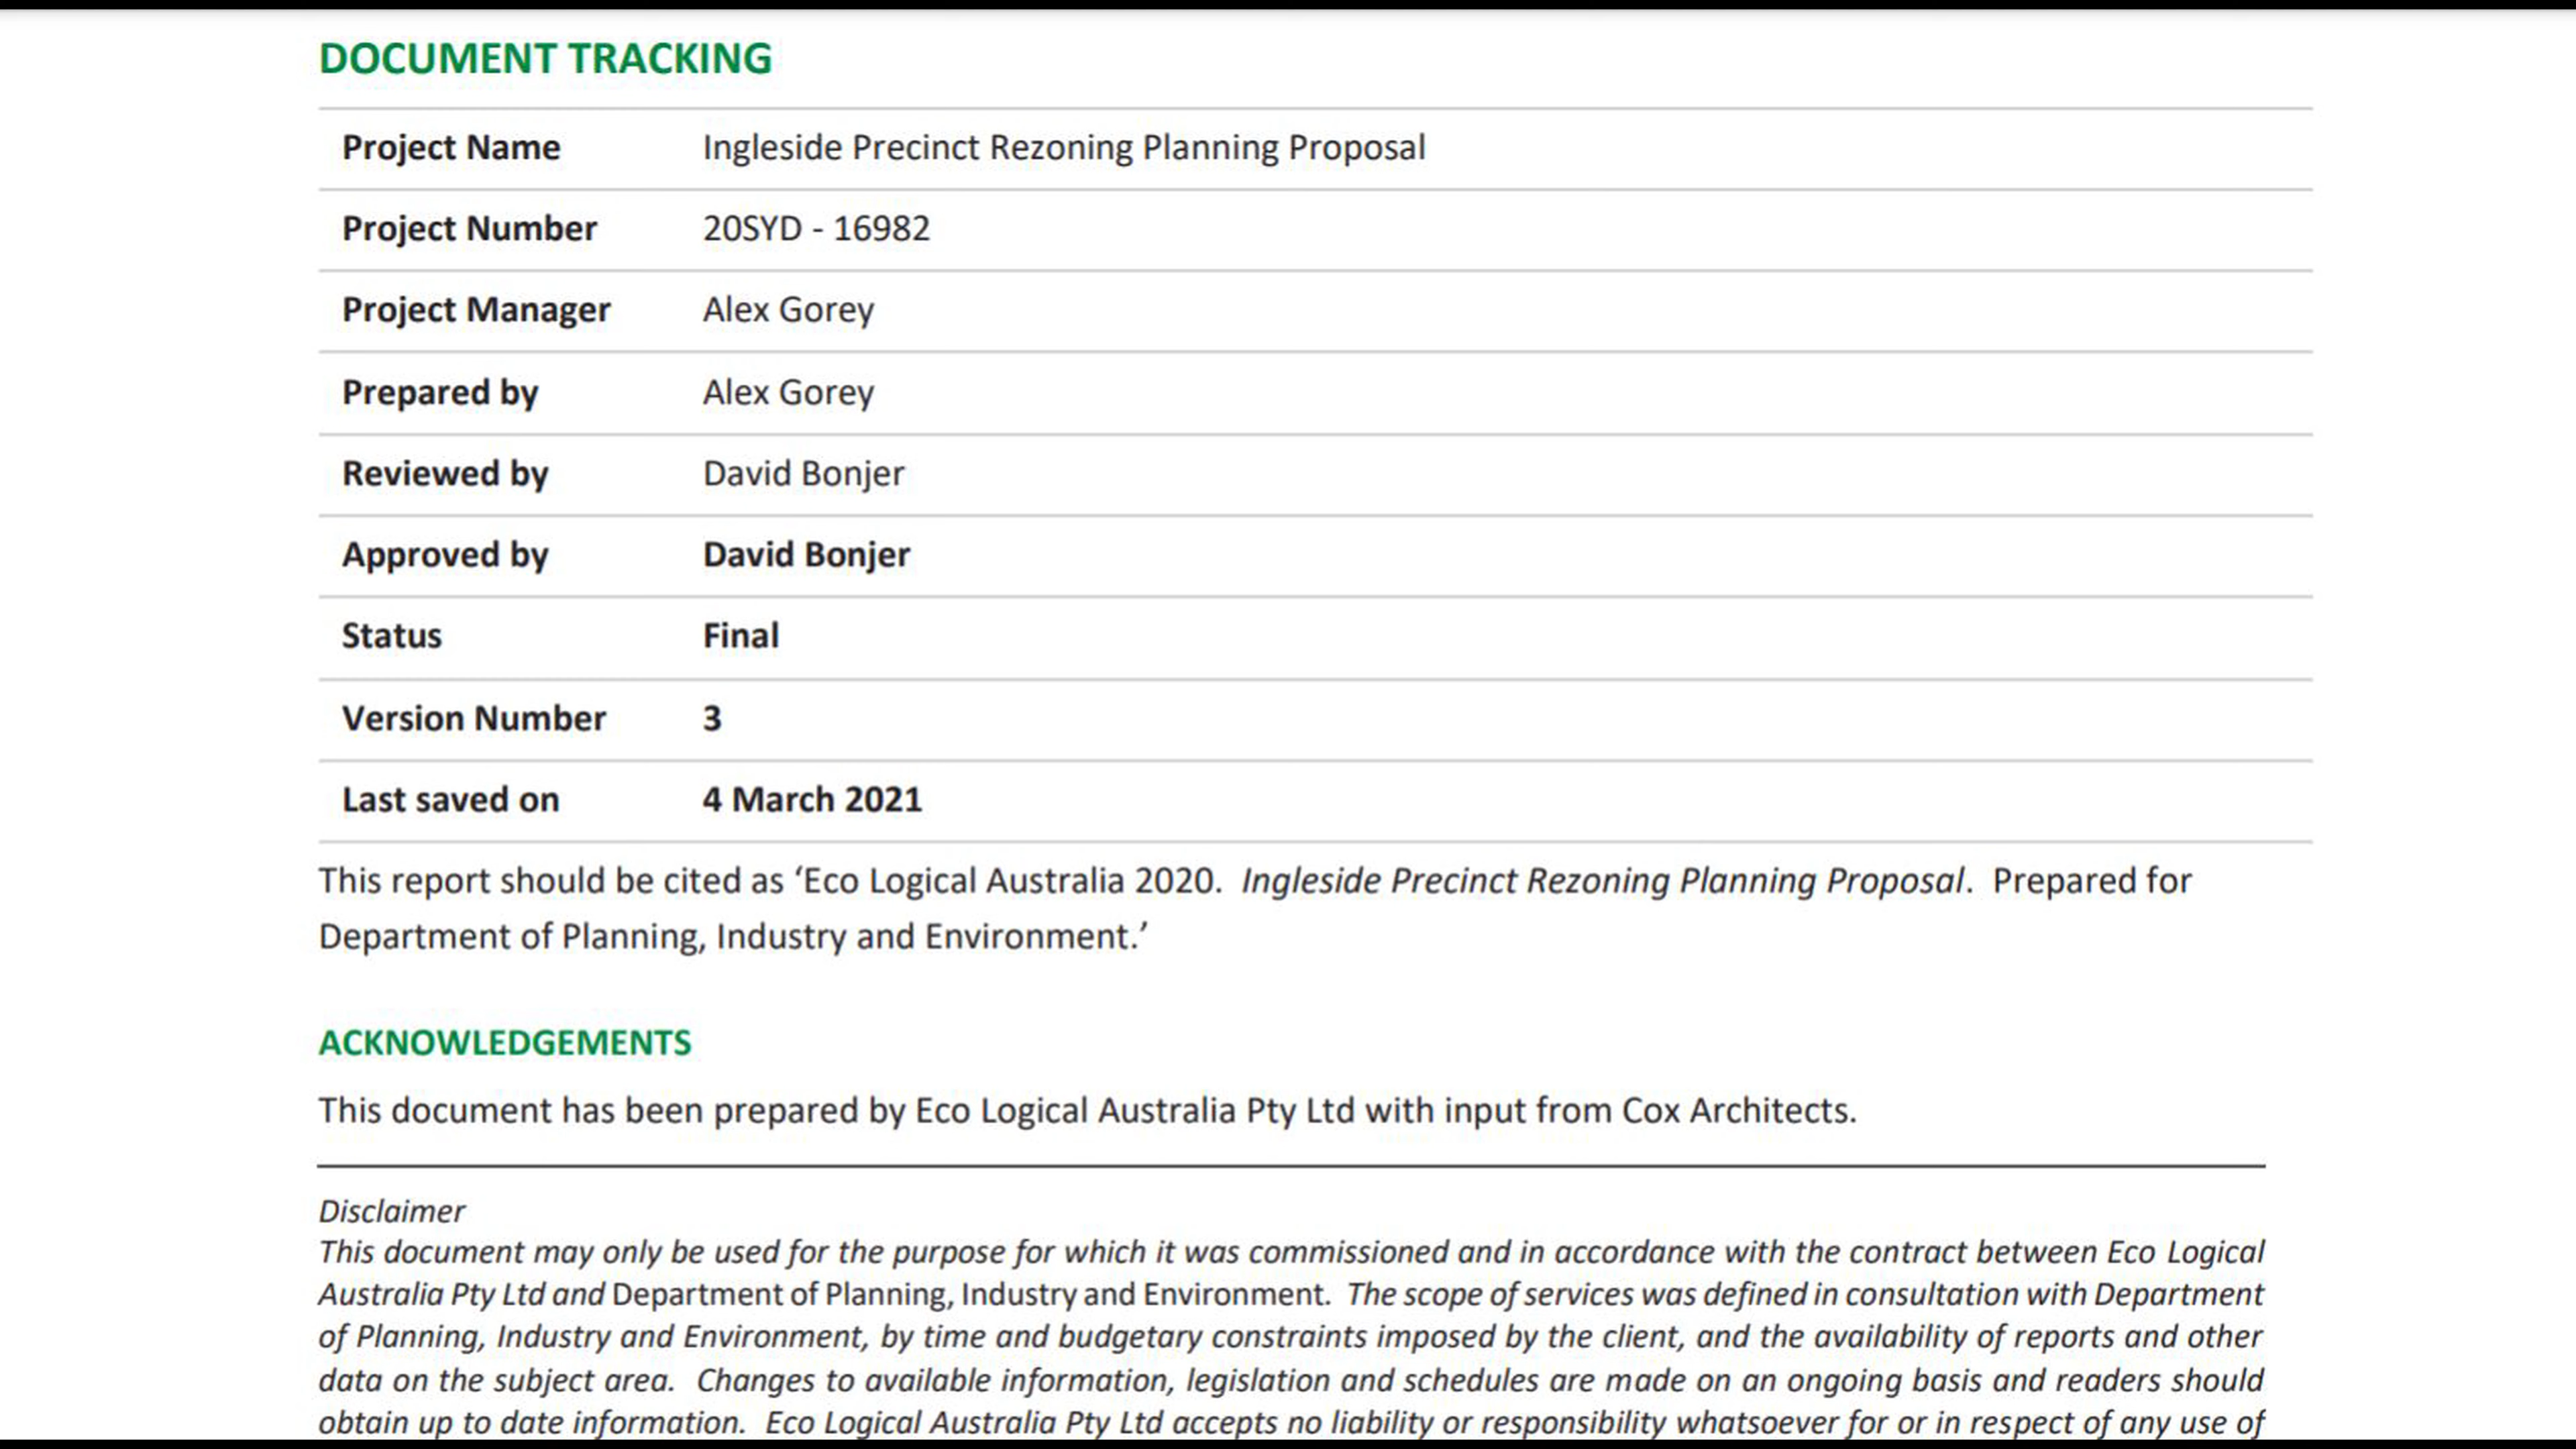 DOCUMENT TRACKING
Project Name Ingleside Precinct Rezoning Planning Proposal
Project Number 20SYD - 16982
Project Manager Alex Gorey
Prepared by Alex Gorey
Reviewed by David Bonjer
Approved by David Bonjer
Status Final
Version Number 3
Last saved on 4 March 2021
This report should be cited as ‘Eco Logical Australia 2020. Ingleside Precinct Rezoning Planning Proposal. Prepared for
Department of Planning, Industry and Environment.’
ACKNOWLEDGEMENTS
This document has been prepared by Eco Logical Australia Pty Ltd with input from Cox Architects.
Disclaimer
This document may only be used for the purpose for which it was commissioned and in accordance with the contract between Eco Logical
Australia Pty Ltd and Department of Planning, Industry and Environment. The scope of services was defined in consultation with Department
of Planning, Industry and Environment, by time and budgetary constraints imposed by the client, and the availability of reports and other
data on the subject area. Changes to available information, legislation and schedules are made on an ongoing basis and readers should
obtain up to date information. Eco Logical Australia Pty Ltd accepts no liability or responsibility whatsoever for or in respect of any use of